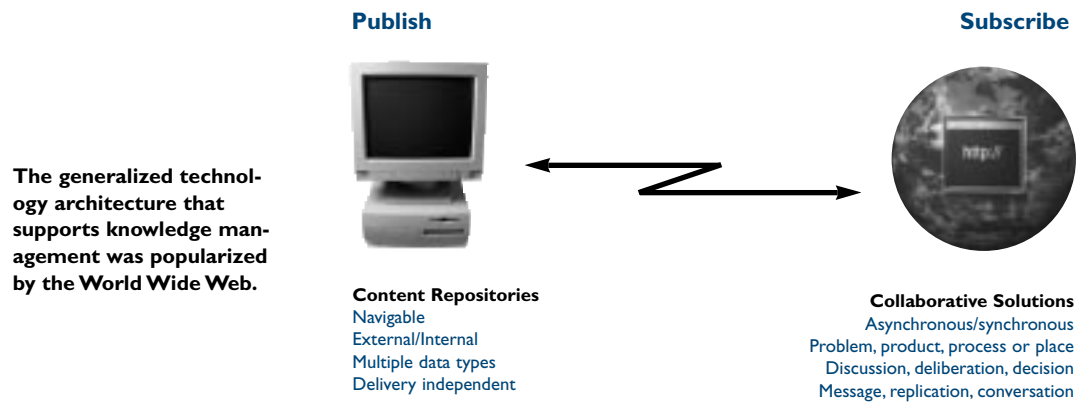 Publish
Subscribe
The generalized technol-
ogy architecture that
supports knowledge man-
agement was popularized
by the World Wide Web.
http://
Content Repositories
Navigable
External/Internal
Multiple data types
Delivery independent
Collaborative Solutions
Asynchronous/synchronous
Problem, product, process or place
Discussion, deliberation, decision
Message, replication, conversation